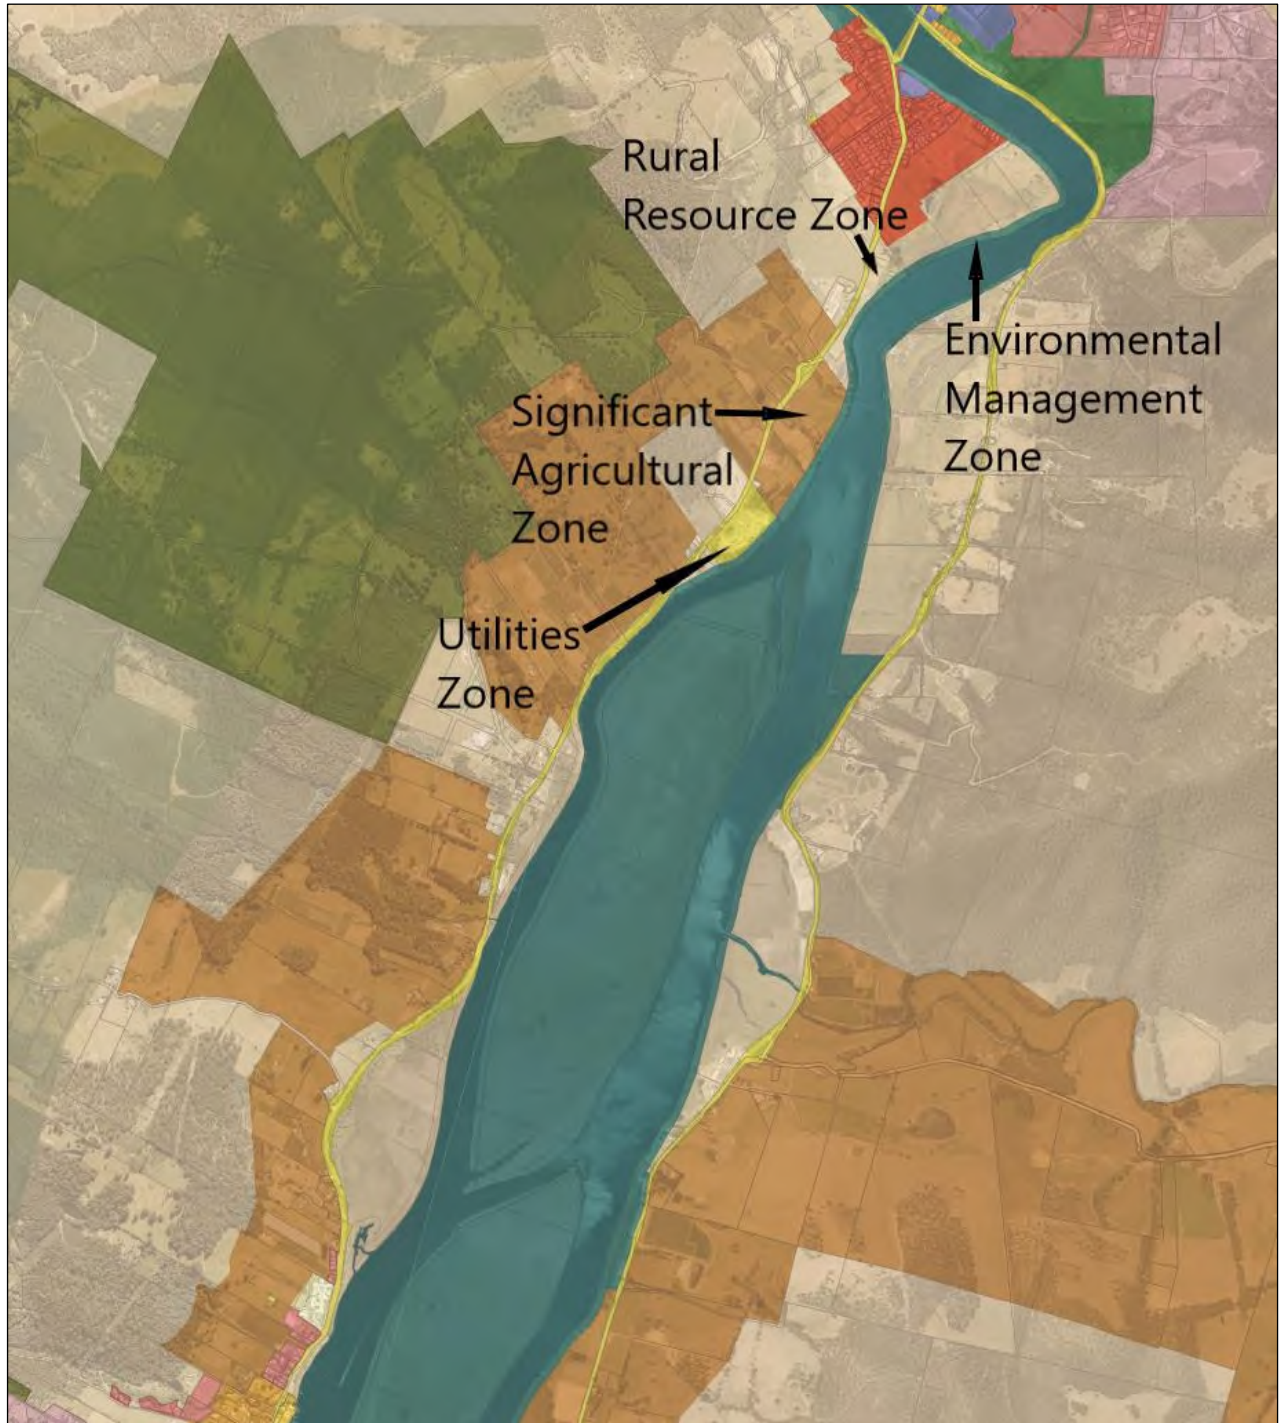 Rural
Resource Zone
Environmental
Management
Zone
Significant
Agricultural
Zone
Utilities
Zone